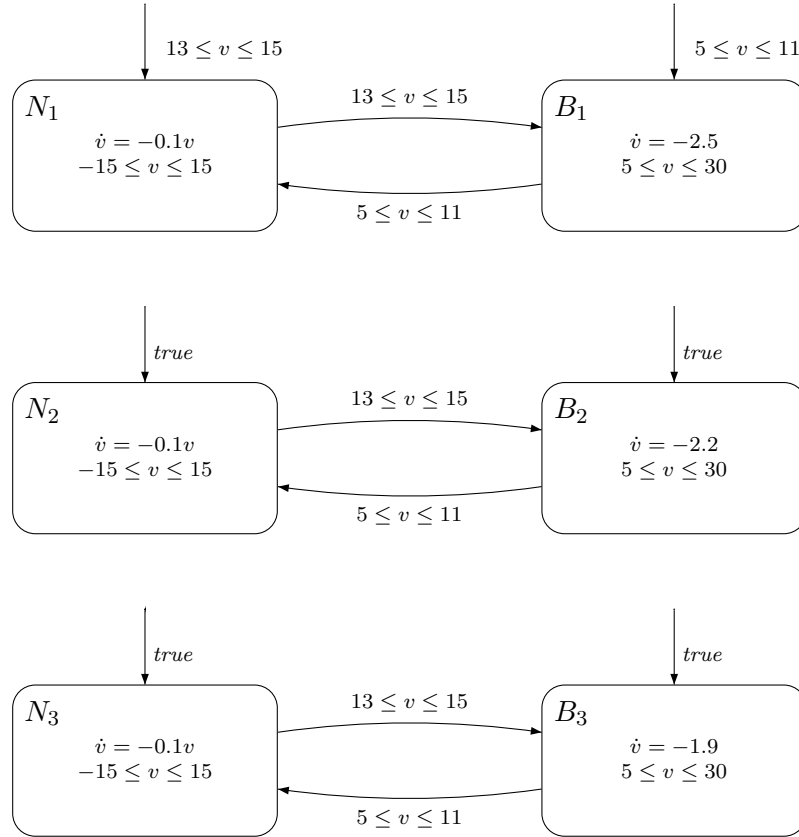 13 ≤ v ≤ 15
5 ≤ v ≤ 11
N₁
v̇ = −0.1v
−15 ≤ v ≤ 15
13 ≤ v ≤ 15
5 ≤ v ≤ 11
B₁
v̇ = −2.5
5 ≤ v ≤ 30
true
true
N₂
v̇ = −0.1v
−15 ≤ v ≤ 15
13 ≤ v ≤ 15
5 ≤ v ≤ 11
B₂
v̇ = −2.2
5 ≤ v ≤ 30
true
true
N₃
v̇ = −0.1v
−15 ≤ v ≤ 15
13 ≤ v ≤ 15
5 ≤ v ≤ 11
B₃
v̇ = −1.9
5 ≤ v ≤ 30